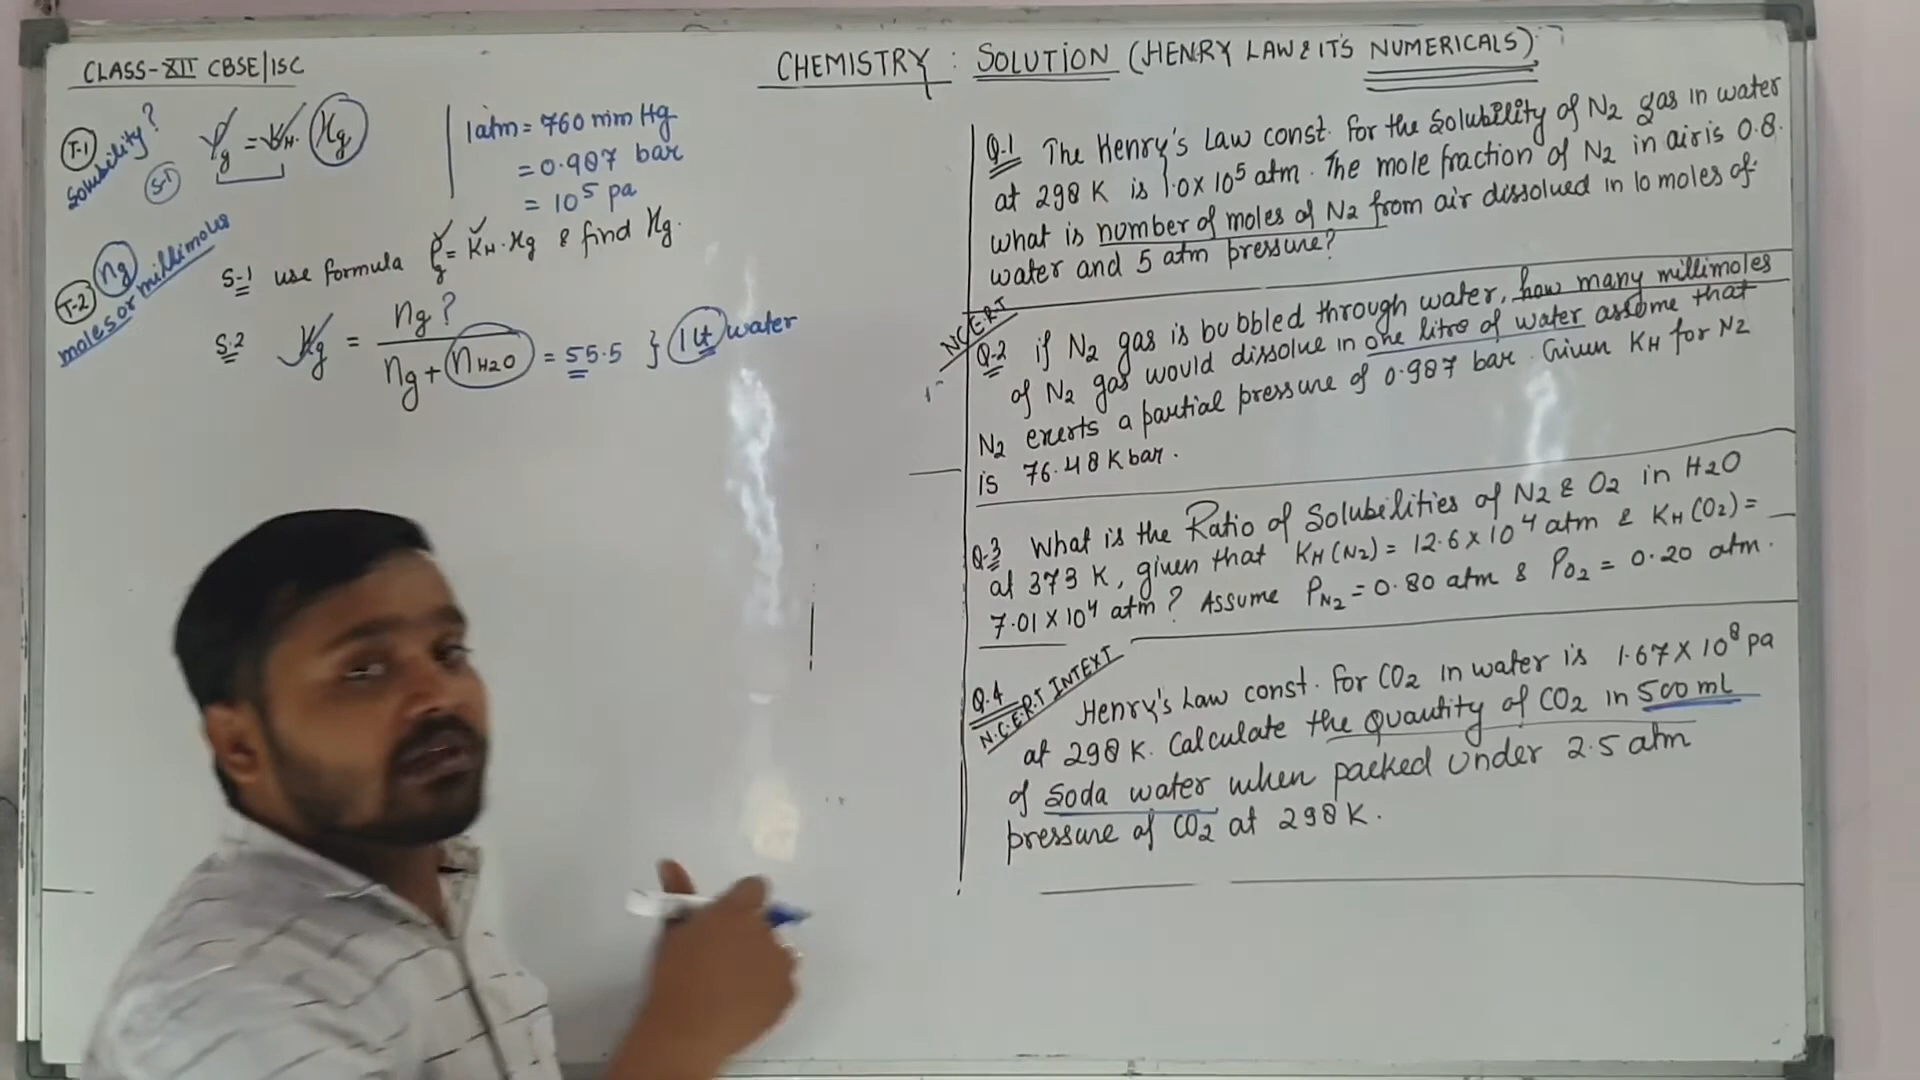 CLASS-XII CBSE/ISC
CHEMISTRY : SOLUTION (HENRY LAW & IT'S NUMERICALS)
T-1
Solubility?
S-1
Pg = KH. Xg
1 atm = 760 mm Hg
= 0.987 bar
= 10⁵ pa
T-2
ng
moles or millimoles
S-1 use formula Pg = KH.Xg & find Xg.
S-2 Xg = ng? / ng + nH2O = 55.5 } 1 lt water
Q.1 The Henry's Law const. for the Solubility of N2 gas in water
at 298 K is 1.0 x 10⁵ atm. The mole fraction of N2 in air is 0.8.
what is number of moles of N2 from air dissolved in 10 moles of
water and 5 atm pressure?
N.C.E.R.T
Q.2 if N2 gas is bubbled through water, how many millimoles
of N2 gas would dissolve in one litre of water assume that
N2 exerts a partial pressure of 0.987 bar. Given KH for N2
is 76.48 Kbar.
Q.3 What is the Ratio of Solubilities of N2 & O2 in H2O
at 373 K, given that KH(N2) = 12.6 x 10⁴ atm & KH(O2) =
7.01 x 10⁴ atm? Assume PN2 = 0.80 atm & PO2 = 0.20 atm.
Q.4
N.C.E.R.T INTEXT
Henry's Law const. for CO2 in water is 1.67 x 10⁸ pa
at 298 K. Calculate the Quantity of CO2 in 500 mL
of Soda water when packed under 2.5 atm
pressure of CO2 at 298 K.